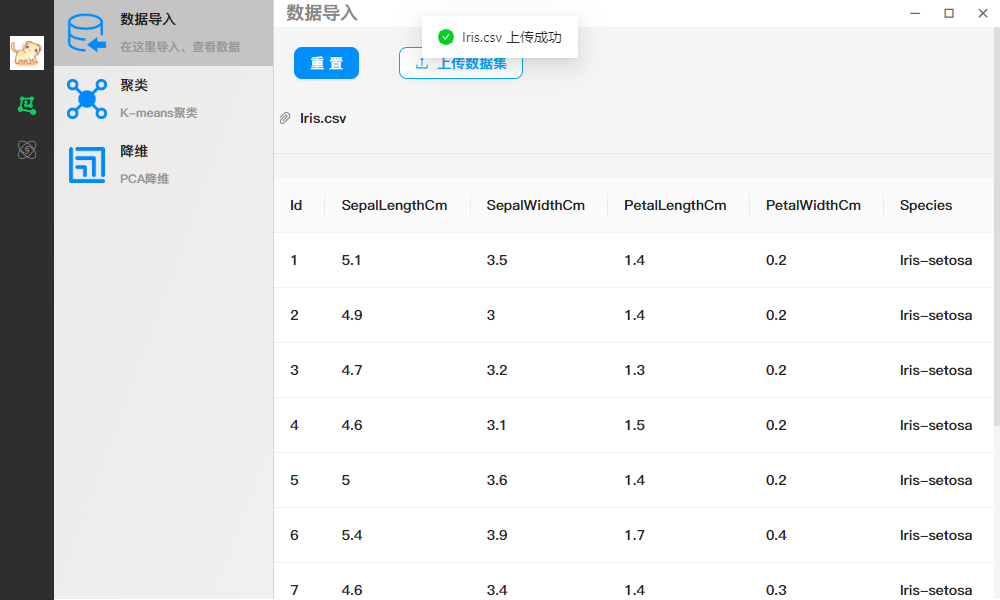 数据导入
在这里导入、查看数据
聚类
K-means聚类
降维
PCA降维
数据导入
Iris.csv 上传成功
重 置
上传数据集
Iris.csv
Id SepalLengthCm SepalWidthCm PetalLengthCm PetalWidthCm Species
1 5.1 3.5 1.4 0.2 Iris-setosa
2 4.9 3 1.4 0.2 Iris-setosa
3 4.7 3.2 1.3 0.2 Iris-setosa
4 4.6 3.1 1.5 0.2 Iris-setosa
5 5 3.6 1.4 0.2 Iris-setosa
6 5.4 3.9 1.7 0.4 Iris-setosa
7 4.6 3.4 1.4 0.3 Iris-setosa